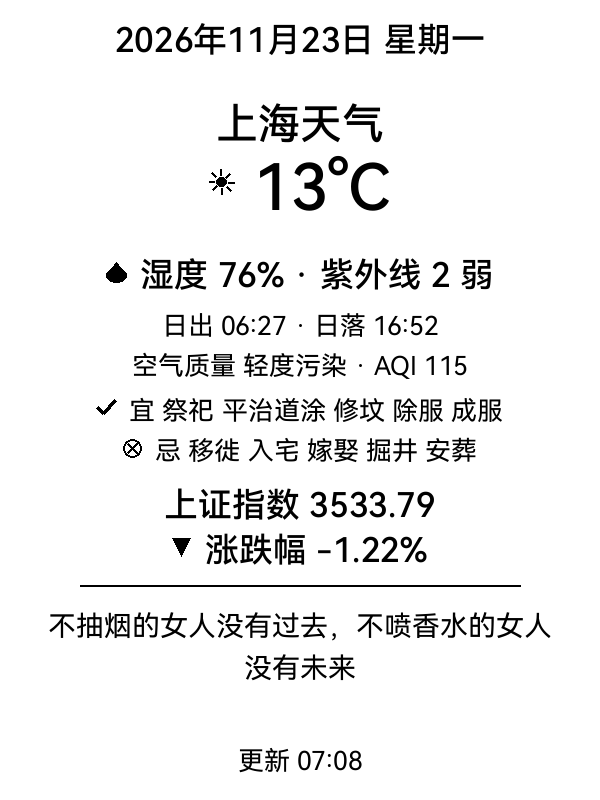 2026年11月23日 星期一
上海天气
13°C
湿度 76% · 紫外线 2 弱
日出 06:27 · 日落 16:52
空气质量 轻度污染 · AQI 115
宜 祭祀 平治道涂 修坟 除服 成服
忌 移徙 入宅 嫁娶 掘井 安葬
上证指数 3533.79
▼ 涨跌幅 -1.22%
不抽烟的女人没有过去，不喷香水的女人
没有未来
更新 07:08